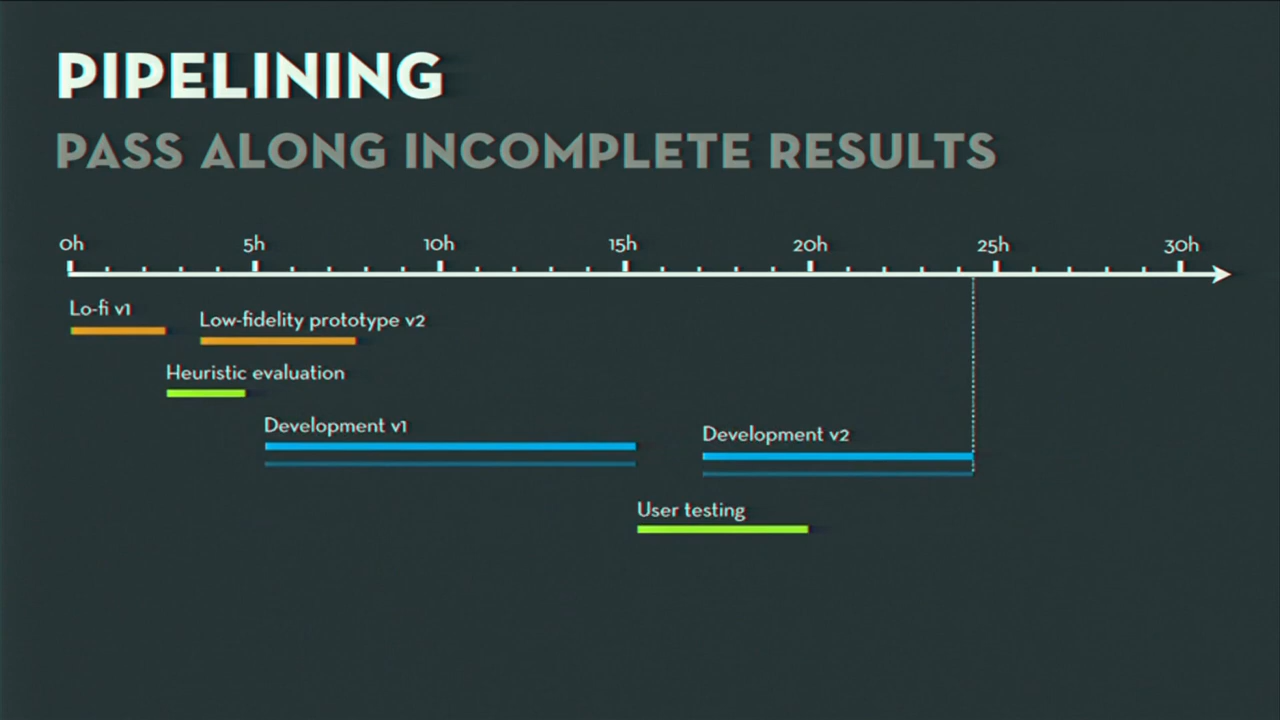 PIPELINING
PASS ALONG INCOMPLETE RESULTS
0h 5h 10h 15h 20h 25h 30h
Lo-fi v1
Low-fidelity prototype v2
Heuristic evaluation
Development v1
Development v2
User testing